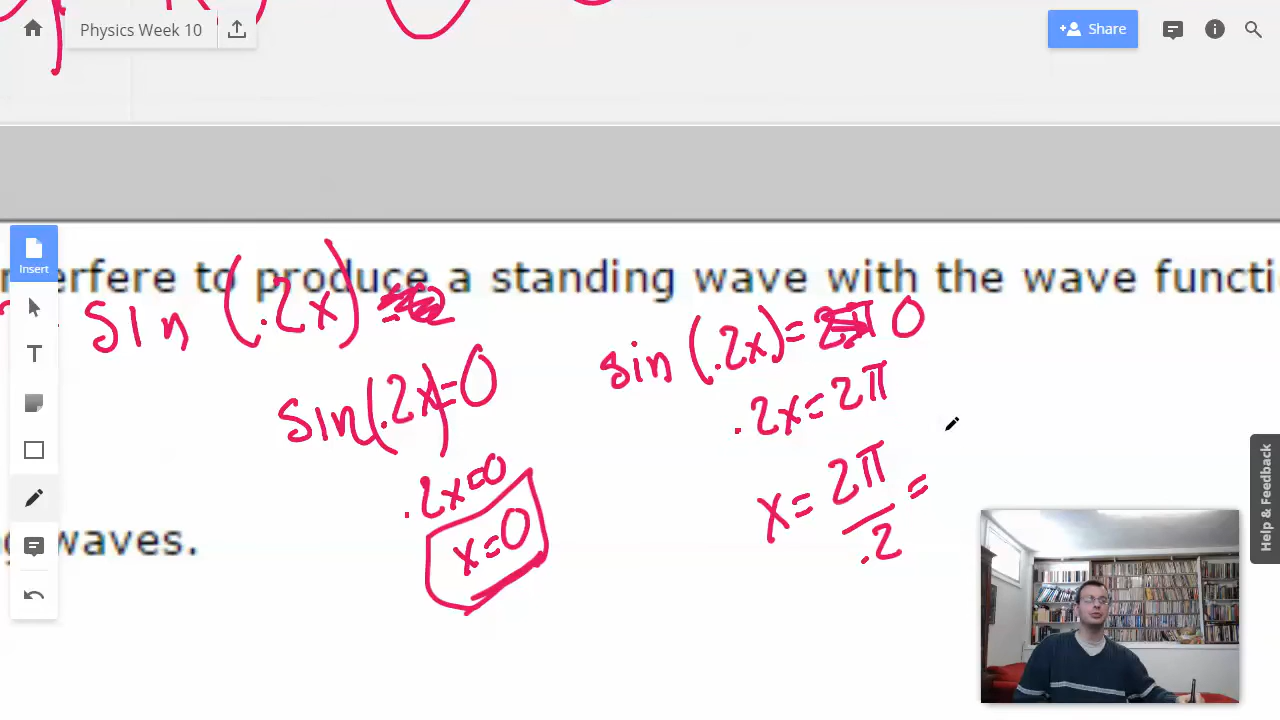 Physics Week 10
Share
Insert
erfere to produce a standing wave with the wave functi
sin (.2x)
sin(.2x)=0
.2x=0
x=0
sin (.2x)= 0
.2x=2π
x= 2π/.2 =
waves.
Help & Feedback